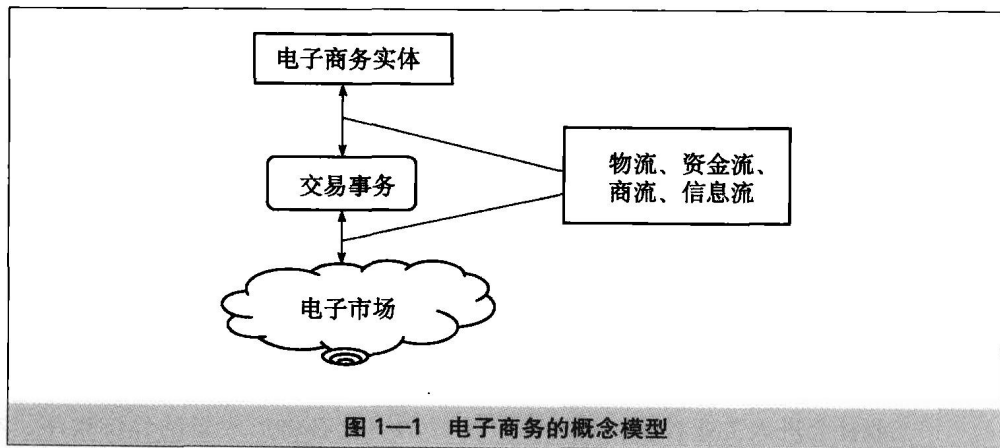 电子商务实体
交易事务
物流、资金流、
商流、信息流
电子市场
图 1—1 电子商务的概念模型